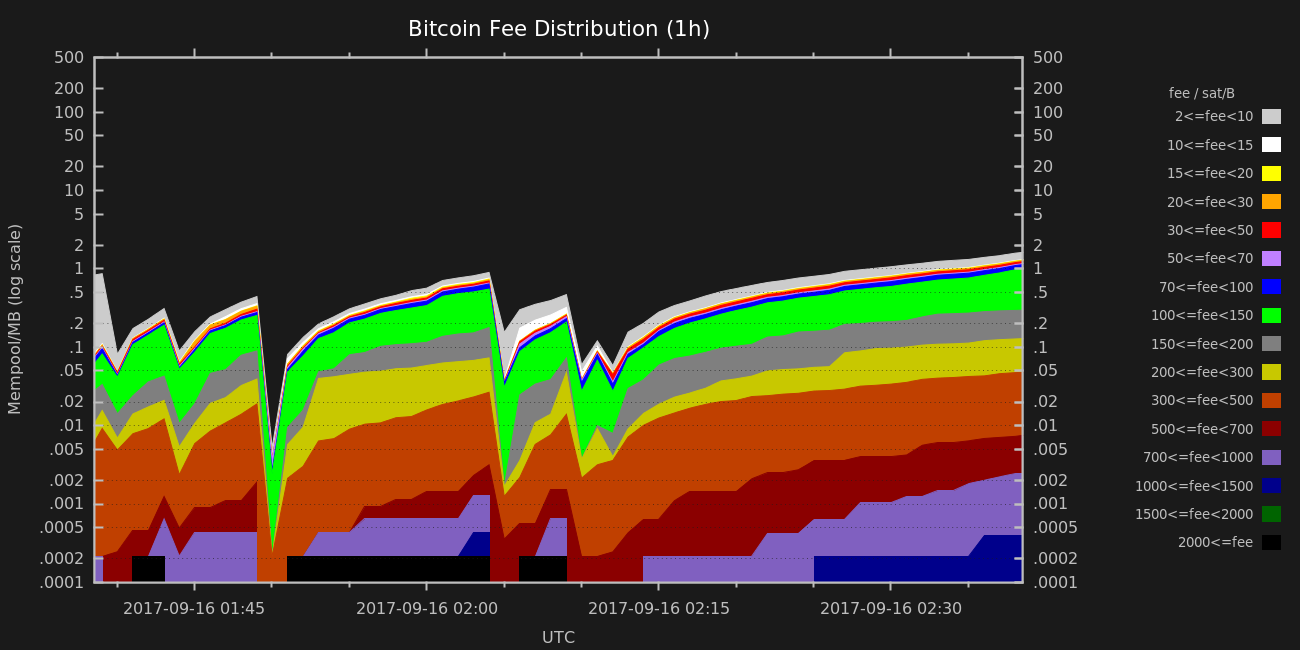 Bitcoin Fee Distribution (1h)
Mempool/MB (log scale)
500
200
100
50
20
10
5
2
1
.5
.2
.1
.05
.02
.01
.005
.002
.001
.0005
.0002
.0001
500
200
100
50
20
10
5
2
1
.5
.2
.1
.05
.02
.01
.005
.002
.001
.0005
.0002
.0001
2017-09-16 01:45
2017-09-16 02:00
2017-09-16 02:15
2017-09-16 02:30
UTC
fee / sat/B
2<=fee<10
10<=fee<15
15<=fee<20
20<=fee<30
30<=fee<50
50<=fee<70
70<=fee<100
100<=fee<150
150<=fee<200
200<=fee<300
300<=fee<500
500<=fee<700
700<=fee<1000
1000<=fee<1500
1500<=fee<2000
2000<=fee